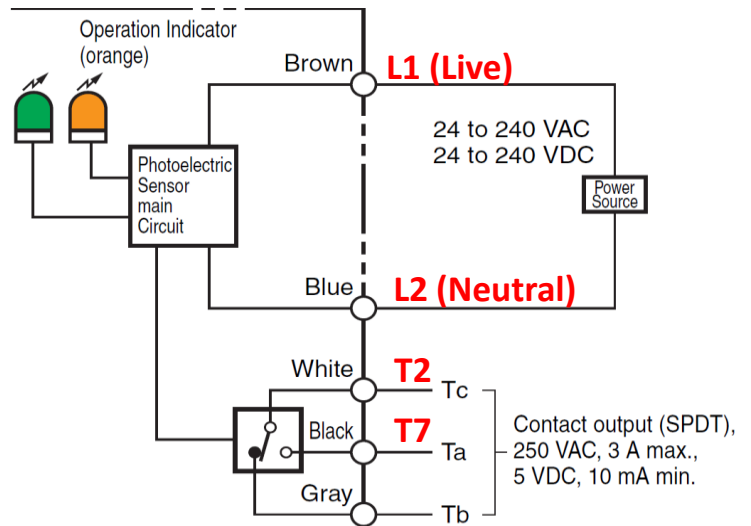 Operation Indicator
(orange)
Brown
L1 (Live)
24 to 240 VAC
24 to 240 VDC
Photoelectric
Sensor
main
Circuit
Power
Source
Blue
L2 (Neutral)
White
T2
Tc
Black
T7
Ta
Contact output (SPDT),
250 VAC, 3 A max.,
5 VDC, 10 mA min.
Gray
Tb